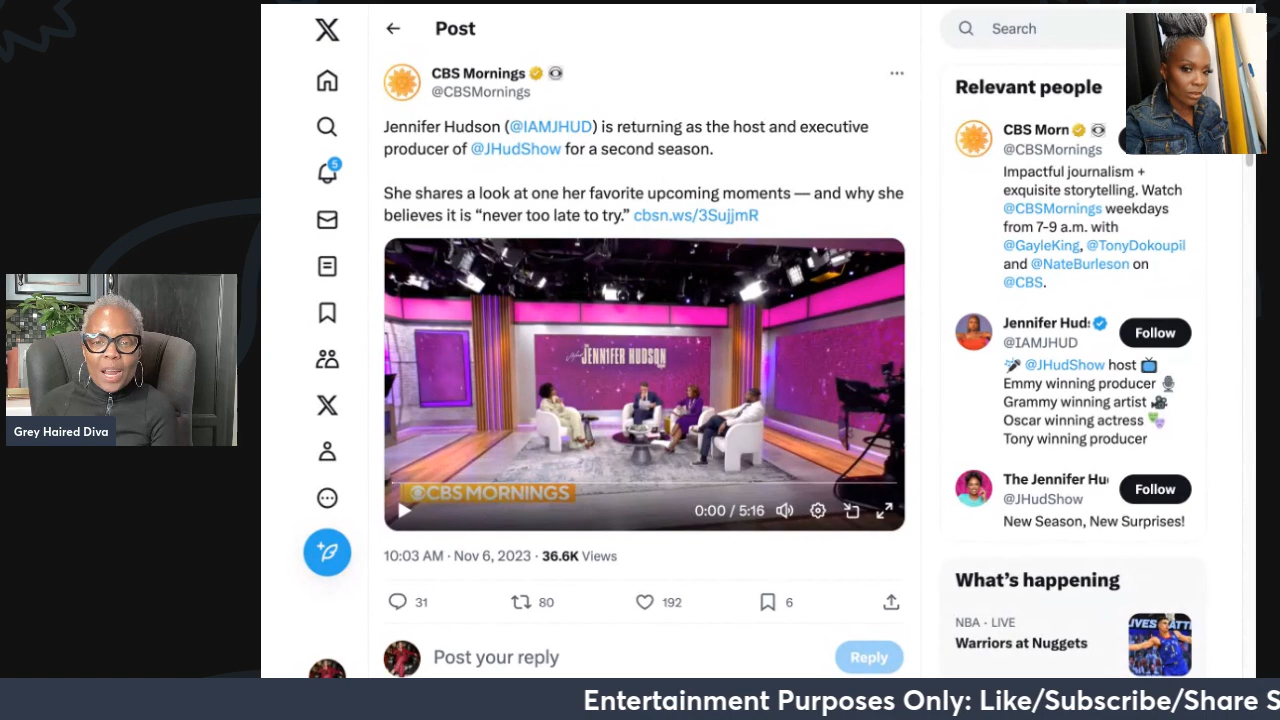 Post
Search
CBS Mornings
@CBSMornings
Jennifer Hudson (@IAMJHUD) is returning as the host and executive
producer of @JHudShow for a second season.
She shares a look at one her favorite upcoming moments — and why she
believes it is “never too late to try.” cbsn.ws/3SujjmR
JENNIFER HUDSON
CBS MORNINGS
0:00 / 5:16
10:03 AM · Nov 6, 2023 · 36.6K Views
31
80
192
6
Post your reply
Reply
5
Relevant people
CBS Morn
@CBSMornings
Impactful journalism +
exquisite storytelling. Watch
@CBSMornings weekdays
from 7-9 a.m. with
@GayleKing, @TonyDokoupil
and @NateBurleson on
@CBS.
Jennifer Hud
@IAMJHUD
Follow
@JHudShow host
Emmy winning producer
Grammy winning artist
Oscar winning actress
Tony winning producer
The Jennifer Hu
@JHudShow
Follow
New Season, New Surprises!
What’s happening
NBA · LIVE
Warriors at Nuggets
Grey Haired Diva
Entertainment Purposes Only: Like/Subscribe/Share S